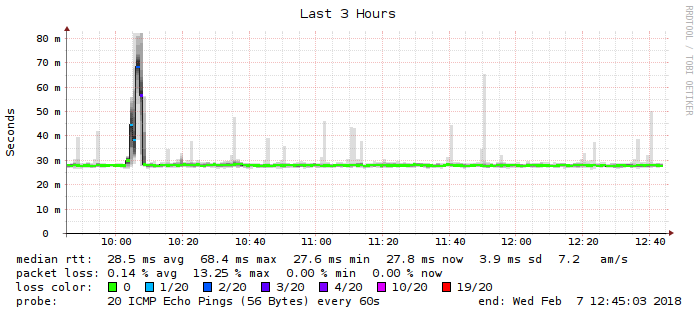 Last 3 Hours
RRDTOOL / TOBI OETIKER
Seconds
80 m
70 m
60 m
50 m
40 m
30 m
20 m
10 m
0
10:00 10:20 10:40 11:00 11:20 11:40 12:00 12:20 12:40
median rtt: 28.5 ms avg 68.4 ms max 27.6 ms min 27.8 ms now 3.9 ms sd 7.2 am/s
packet loss: 0.14 % avg 13.25 % max 0.00 % min 0.00 % now
loss color: 0 1/20 2/20 3/20 4/20 10/20 19/20
probe: 20 ICMP Echo Pings (56 Bytes) every 60s end: Wed Feb 7 12:45:03 2018